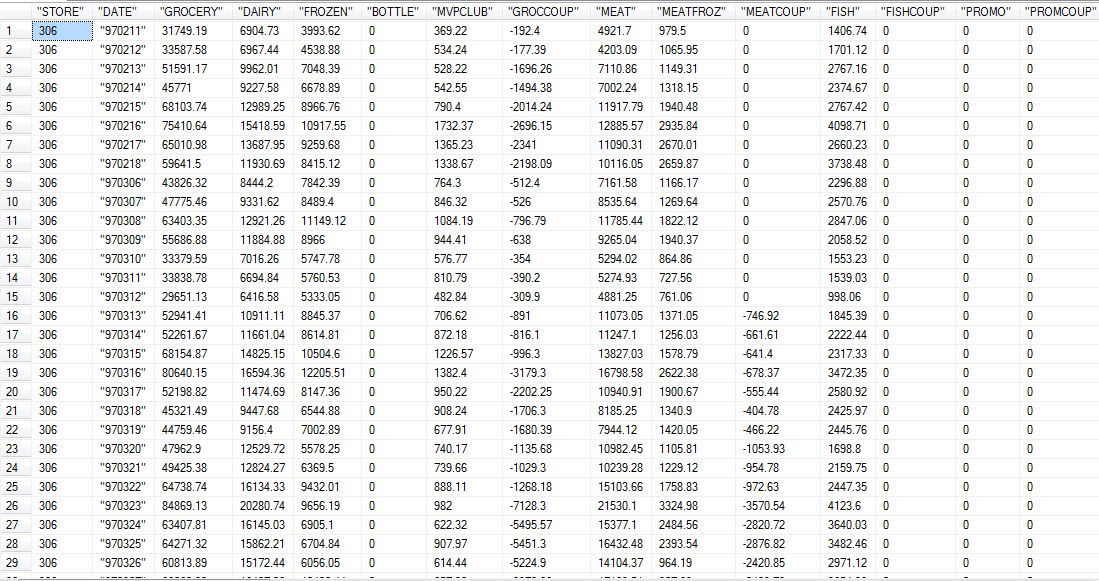 "STORE" "DATE" "GROCERY" "DAIRY" "FROZEN" "BOTTLE" "MVPCLUB" "GROCCOUP" "MEAT" "MEATFROZ" "MEATCOUP" "FISH" "FISHCOUP" "PROMO" "PROMCOUP"
1 306 "970211" 31749.19 6904.73 3993.62 0 369.22 -192.4 4921.7 979.5 0 1406.74 0 0 0
2 306 "970212" 33587.58 6967.44 4538.88 0 534.24 -177.39 4203.09 1065.95 0 1701.12 0 0 0
3 306 "970213" 51591.17 9962.01 7048.39 0 528.22 -1696.26 7110.86 1149.31 0 2767.16 0 0 0
4 306 "970214" 45771 9227.58 6678.89 0 542.55 -1494.38 7002.24 1318.15 0 2374.67 0 0 0
5 306 "970215" 68103.74 12989.25 8966.76 0 790.4 -2014.24 11917.79 1940.48 0 2767.42 0 0 0
6 306 "970216" 75410.64 15418.59 10917.55 0 1732.37 -2696.15 12885.57 2935.84 0 4098.71 0 0 0
7 306 "970217" 65010.98 13687.95 9259.68 0 1365.23 -2341 11090.31 2670.01 0 2660.23 0 0 0
8 306 "970218" 59641.5 11930.69 8415.12 0 1338.67 -2198.09 10116.05 2659.87 0 3738.48 0 0 0
9 306 "970306" 43826.32 8444.2 7842.39 0 764.3 -512.4 7161.58 1166.17 0 2296.88 0 0 0
10 306 "970307" 47775.46 9331.62 8489.4 0 846.32 -526 8535.64 1269.64 0 2570.76 0 0 0
11 306 "970308" 63403.35 12921.26 11149.12 0 1084.19 -796.79 11785.44 1822.12 0 2847.06 0 0 0
12 306 "970309" 55686.88 11884.88 8966 0 944.41 -638 9265.04 1940.37 0 2058.52 0 0 0
13 306 "970310" 33379.59 7016.26 5747.78 0 576.77 -354 5294.02 864.86 0 1553.23 0 0 0
14 306 "970311" 33838.78 6694.84 5760.53 0 810.79 -390.2 5274.93 727.56 0 1539.03 0 0 0
15 306 "970312" 29651.13 6416.58 5333.05 0 482.84 -309.9 4881.25 761.06 0 998.06 0 0 0
16 306 "970313" 52941.41 10911.11 8845.37 0 706.62 -891 11073.05 1371.05 -746.92 1845.39 0 0 0
17 306 "970314" 52261.67 11661.04 8614.81 0 872.18 -816.1 11247.1 1256.03 -661.61 2222.44 0 0 0
18 306 "970315" 68154.87 14825.15 10504.6 0 1226.57 -996.3 13827.03 1578.79 -641.4 2317.33 0 0 0
19 306 "970316" 80640.15 16594.36 12205.51 0 1382.4 -3179.3 16798.58 2622.38 -678.37 3472.35 0 0 0
20 306 "970317" 52198.82 11474.69 8147.36 0 950.22 -2202.25 10940.91 1900.67 -555.44 2580.92 0 0 0
21 306 "970318" 45321.49 9447.68 6544.88 0 908.24 -1706.3 8185.25 1340.9 -404.78 2425.97 0 0 0
22 306 "970319" 44759.46 9156.4 7002.89 0 677.91 -1680.39 7944.12 1420.05 -466.22 2445.76 0 0 0
23 306 "970320" 47962.9 12529.72 5578.25 0 740.17 -1135.68 10982.45 1105.81 -1053.93 1698.8 0 0 0
24 306 "970321" 49425.38 12824.27 6369.5 0 739.66 -1029.3 10239.28 1229.12 -954.78 2159.75 0 0 0
25 306 "970322" 64738.74 16134.33 9432.01 0 888.11 -1268.18 15103.66 1758.83 -972.63 2447.35 0 0 0
26 306 "970323" 84869.13 20280.74 9656.19 0 982 -7128.3 21530.1 3324.98 -3570.54 4123.6 0 0 0
27 306 "970324" 63407.81 16145.03 6905.1 0 622.32 -5495.57 15377.1 2484.56 -2820.72 3640.03 0 0 0
28 306 "970325" 64271.32 15862.21 6704.84 0 907.97 -5451.3 16432.48 2393.54 -2876.82 3482.46 0 0 0
29 306 "970326" 60813.89 15172.44 6056.05 0 614.44 -5224.9 14104.37 964.19 -2420.85 2971.12 0 0 0